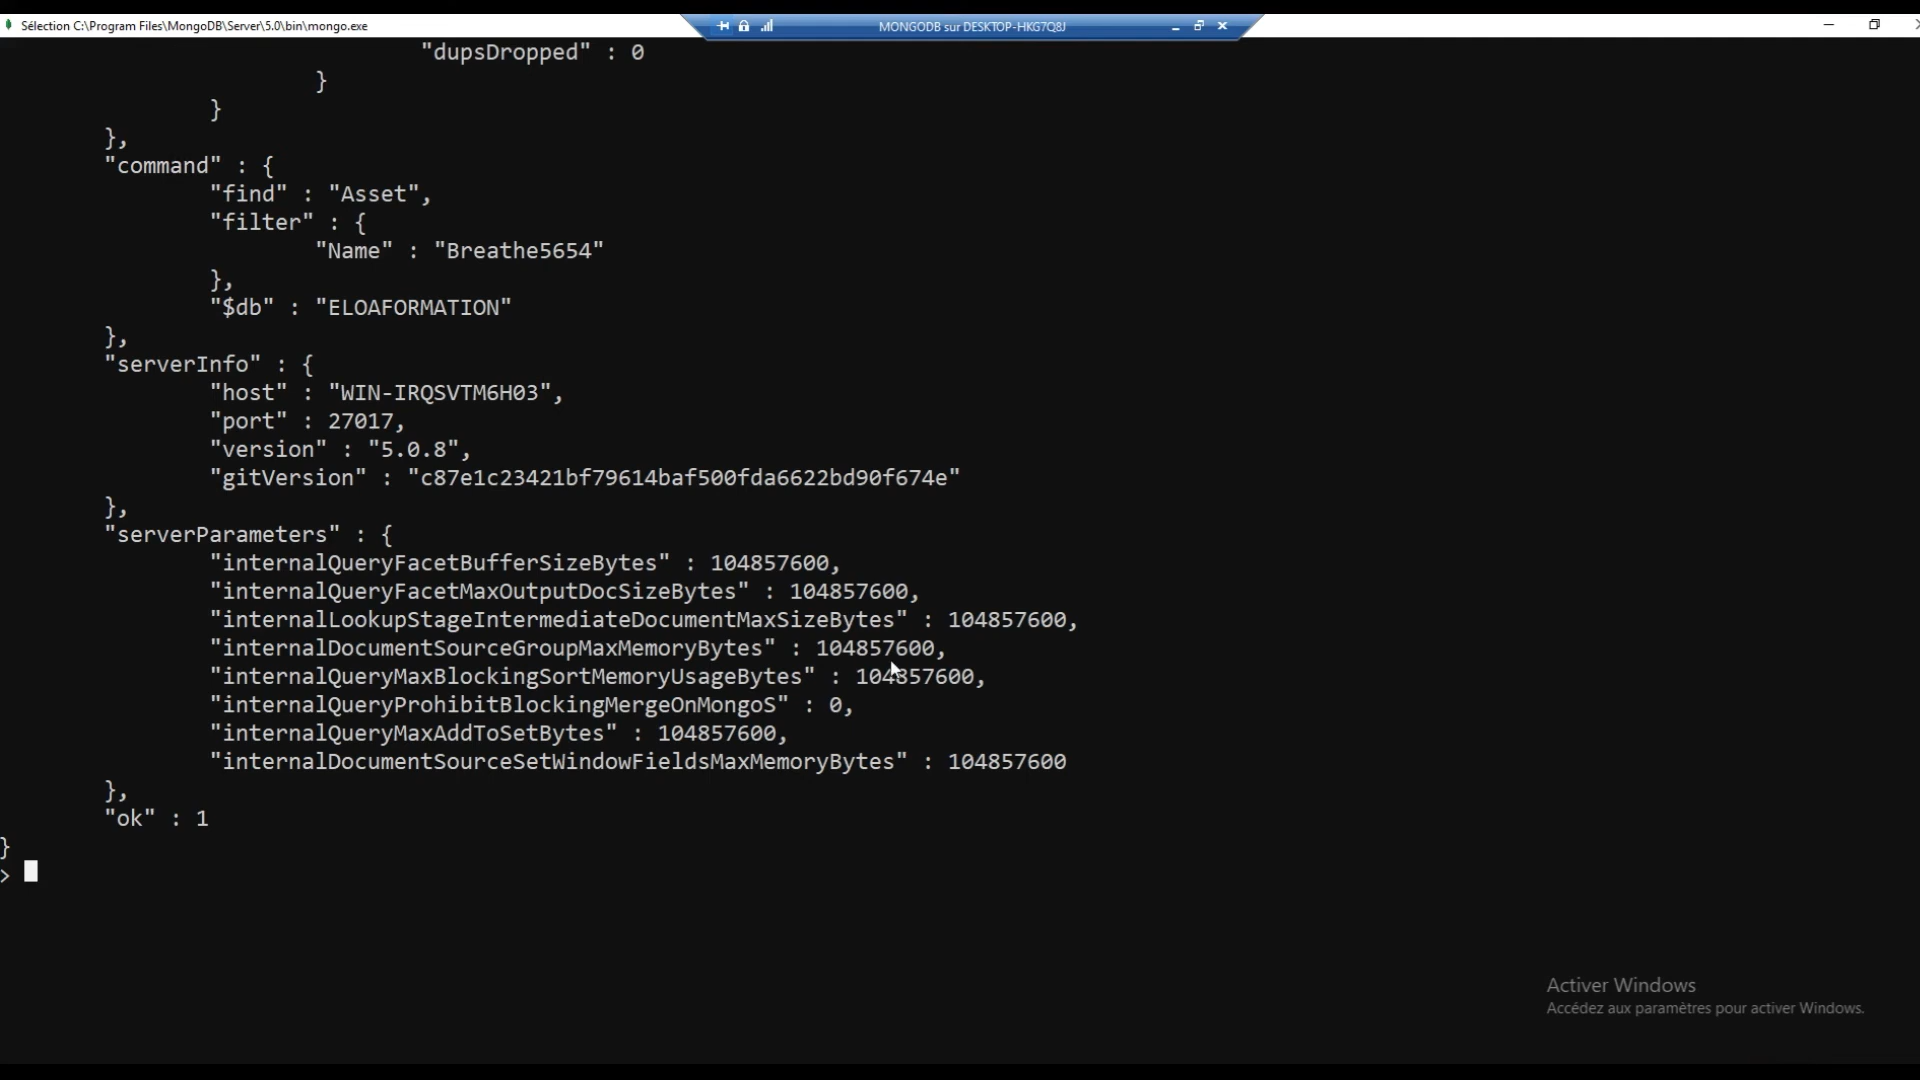 Sélection C:\Program Files\MongoDB\Server\5.0\bin\mongo.exe
MONGODB sur DESKTOP-HKG7Q8J
"dupsDropped" : 0
}
}
},
"command" : {
"find" : "Asset",
"filter" : {
"Name" : "Breathe5654"
},
"$db" : "ELOAFORMATION"
},
"serverInfo" : {
"host" : "WIN-IRQSVTM6H03",
"port" : 27017,
"version" : "5.0.8",
"gitVersion" : "c87e1c23421bf79614baf500fda6622bd90f674e"
},
"serverParameters" : {
"internalQueryFacetBufferSizeBytes" : 104857600,
"internalQueryFacetMaxOutputDocSizeBytes" : 104857600,
"internalLookupStageIntermediateDocumentMaxSizeBytes" : 104857600,
"internalDocumentSourceGroupMaxMemoryBytes" : 104857600,
"internalQueryMaxBlockingSortMemoryUsageBytes" : 104857600,
"internalQueryProhibitBlockingMergeOnMongoS" : 0,
"internalQueryMaxAddToSetBytes" : 104857600,
"internalDocumentSourceSetWindowFieldsMaxMemoryBytes" : 104857600
},
"ok" : 1
}
>
Activer Windows
Accédez aux paramètres pour activer Windows.